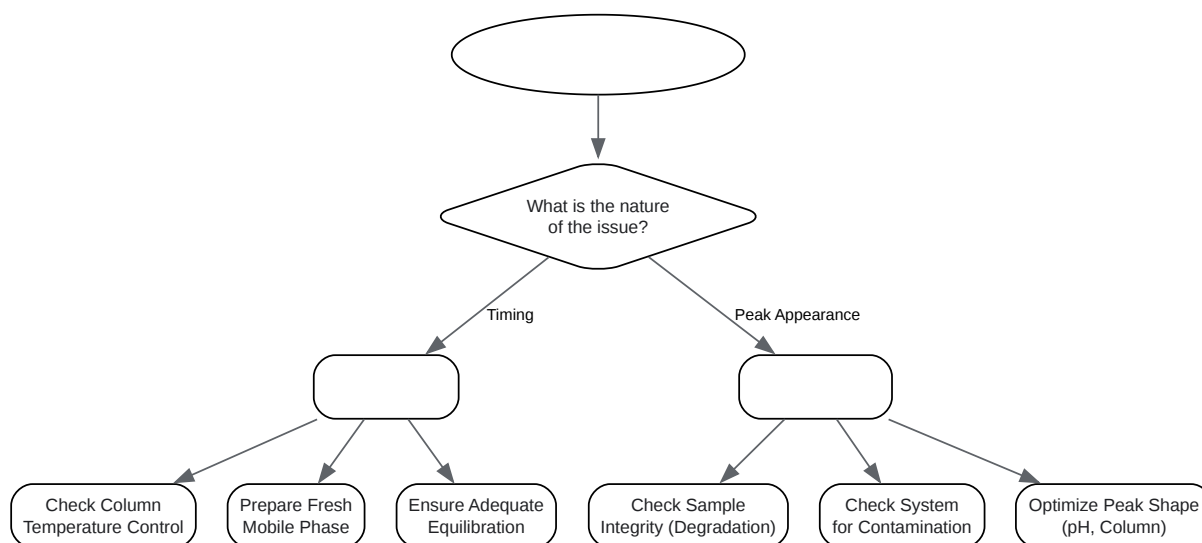 What is the nature
of the issue?
Timing
Peak Appearance
Check Column
Temperature Control
Prepare Fresh
Mobile Phase
Ensure Adequate
Equilibration
Check Sample
Integrity (Degradation)
Check System
for Contamination
Optimize Peak Shape
(pH, Column)